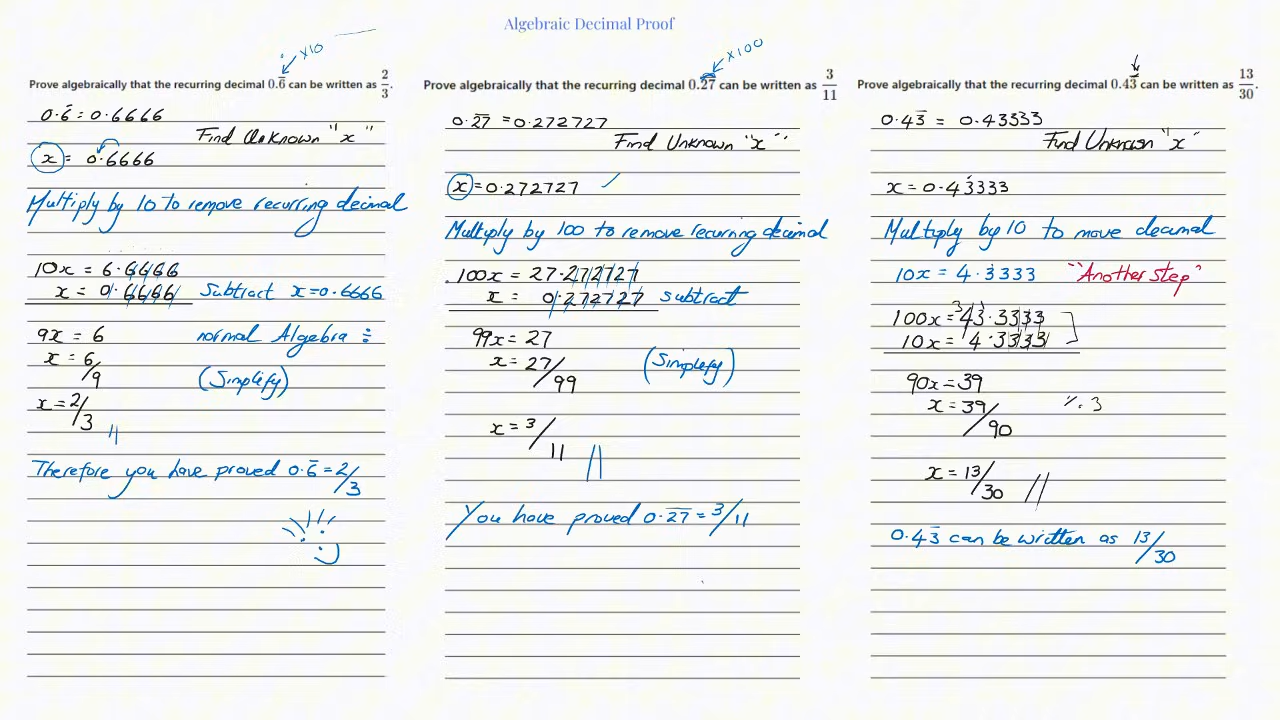 Algebraic Decimal Proof
x10
Prove algebraically that the recurring decimal 0.6̅ can be written as 2/3.
0.6̅ = 0.6666
Find Unknown "x"
x = 0.6666
Multiply by 10 to remove recurring decimal
10x = 6.6666
x = 0.6666 Subtract x=0.6666
9x = 6 normal Algebra ÷
x = 6/9
(Simplify)
x = 2/3 //
Therefore you have proved 0.6̅ = 2/3
x100
Prove algebraically that the recurring decimal 0.2̅7̅ can be written as 3/11
0.2̅7̅ = 0.272727
Find Unknown "x"
x = 0.272727 ✓
Multiply by 100 to remove recurring decimal
100x = 27.272727
x = 0.272727 subtract
99x = 27
x = 27/99 (Simplify)
x = 3/11 //
You have proved 0.2̅7̅ = 3/11
Prove algebraically that the recurring decimal 0.43̅ can be written as 13/30.
0.43̅ = 0.43333
Find Unknown "x"
x = 0.43333
Multiply by 10 to move decimal
10x = 4.3333 "Another Step"
100x = 43.3333
10x = 4.3333
90x = 39
x = 39/90
x = 13/30 //
0.43̅ can be written as 13/30